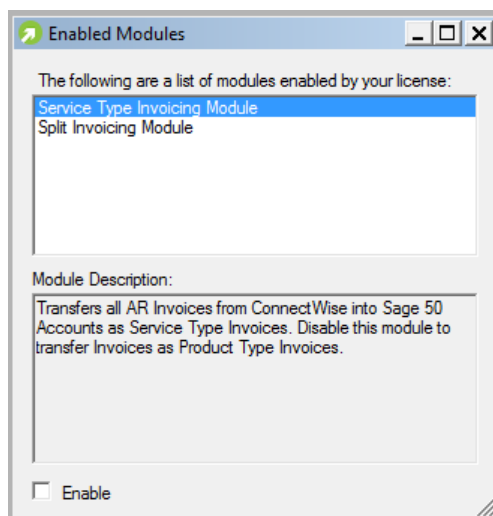 Enabled Modules
The following are a list of modules enabled by your license:
Service Type Invoicing Module
Split Invoicing Module
Module Description:
Transfers all AR Invoices from ConnectWise into Sage 50
Accounts as Service Type Invoices. Disable this module to
transfer Invoices as Product Type Invoices.
Enable